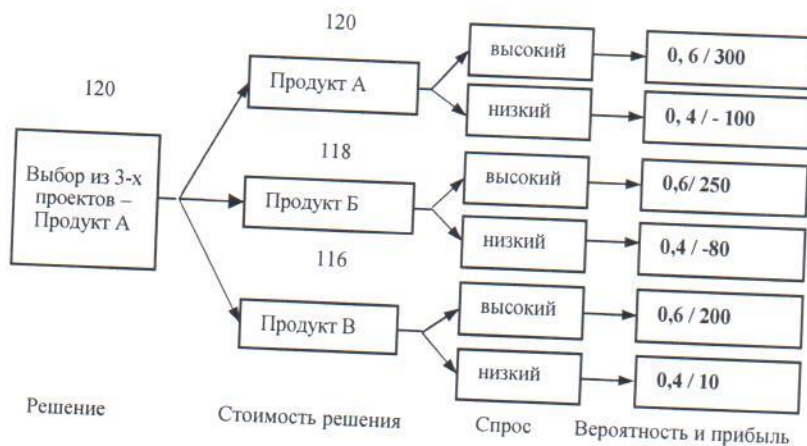 120
Выбор из 3-х
проектов –
Продукт А
120
Продукт А
118
Продукт Б
116
Продукт В
высокий
0, 6 / 300
низкий
0, 4 / - 100
высокий
0,6/ 250
низкий
0,4 / -80
высокий
0,6 / 200
низкий
0,4 / 10
Решение
Стоимость решения
Спрос
Вероятность и прибыль